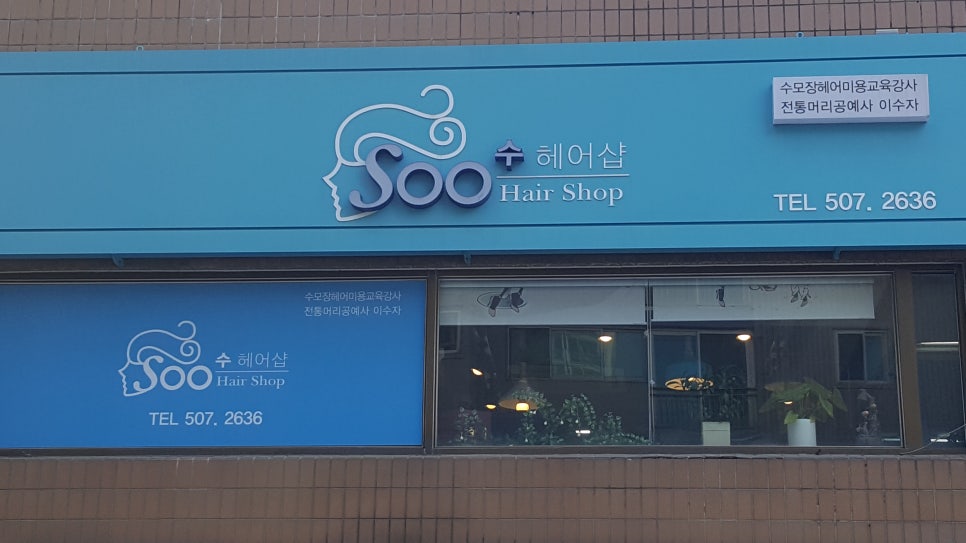 수모장헤어미용교육강사
전통머리공예사 이수자
Soo 수 헤어샵
Hair Shop
TEL 507. 2636
수모장헤어미용교육강사
전통머리공예사 이수자
Soo 수 헤어샵
Hair Shop
TEL 507. 2636